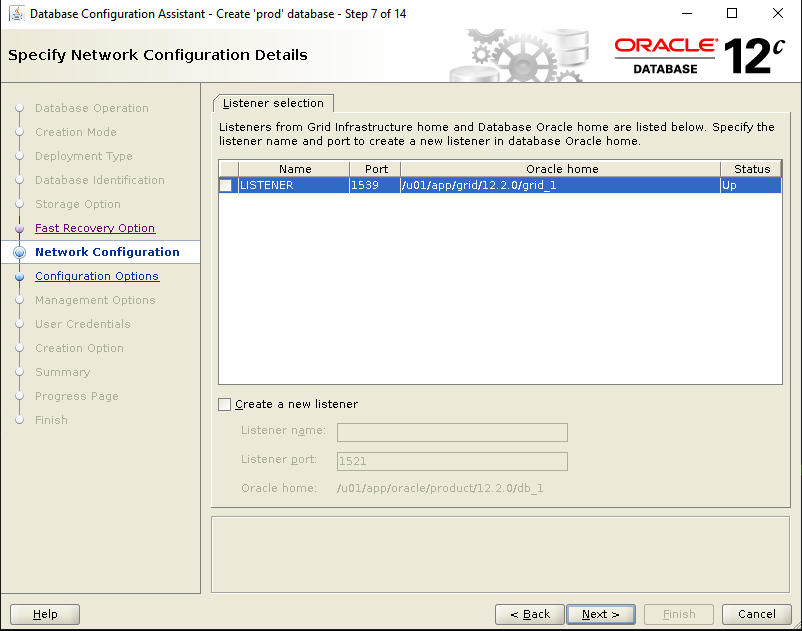 Database Configuration Assistant - Create 'prod' database - Step 7 of 14
Specify Network Configuration Details
ORACLE
DATABASE
12c
Database Operation
Creation Mode
Deployment Type
Database Identification
Storage Option
Fast Recovery Option
Network Configuration
Configuration Options
Management Options
User Credentials
Creation Option
Summary
Progress Page
Finish
Listener selection
Listeners from Grid Infrastructure home and Database Oracle home are listed below. Specify the
listener name and port to create a new listener in database Oracle home.
Name Port Oracle home Status
LISTENER 1539 /u01/app/grid/12.2.0/grid_1 Up
Create a new listener
Listener name:
Listener port: 1521
Oracle home: /u01/app/oracle/product/12.2.0/db_1
Help < Back Next > Finish Cancel